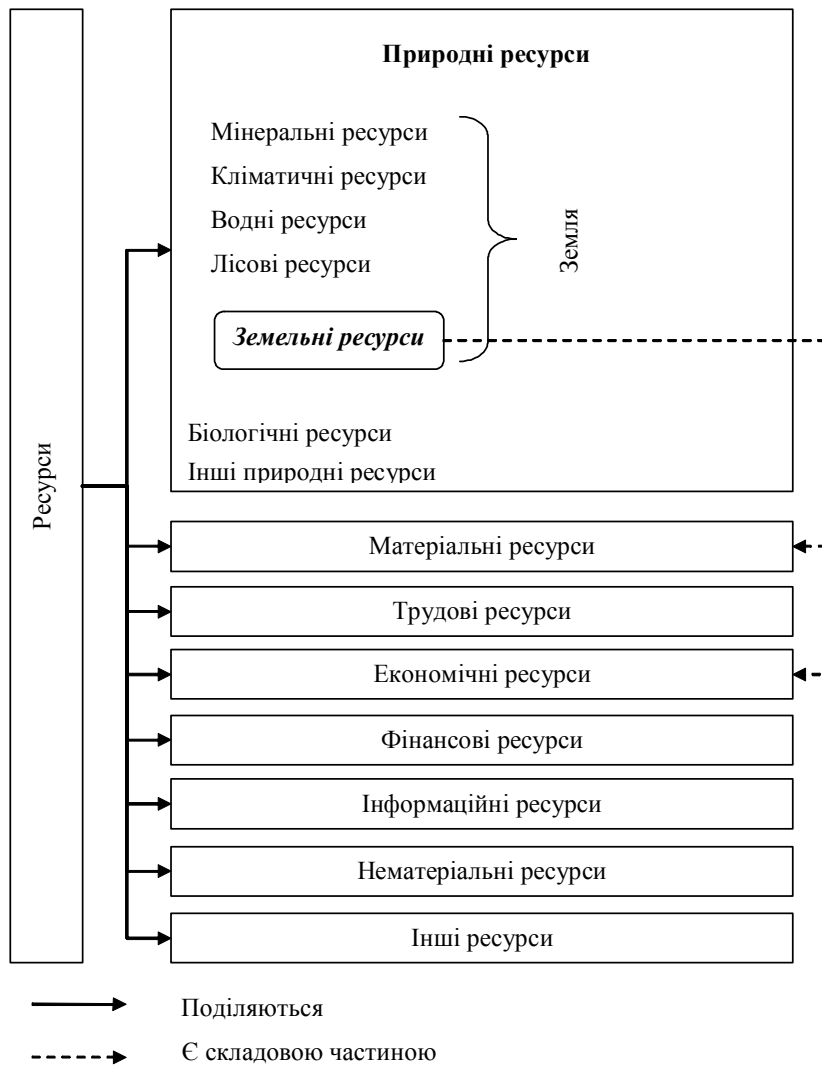 Ресурси
Природні ресурси
Мінеральні ресурси
Кліматичні ресурси
Водні ресурси
Лісові ресурси
Земельні ресурси
Земля
Біологічні ресурси
Інші природні ресурси
Матеріальні ресурси
Трудові ресурси
Економічні ресурси
Фінансові ресурси
Інформаційні ресурси
Нематеріальні ресурси
Інші ресурси
Поділяються
Є складовою частиною